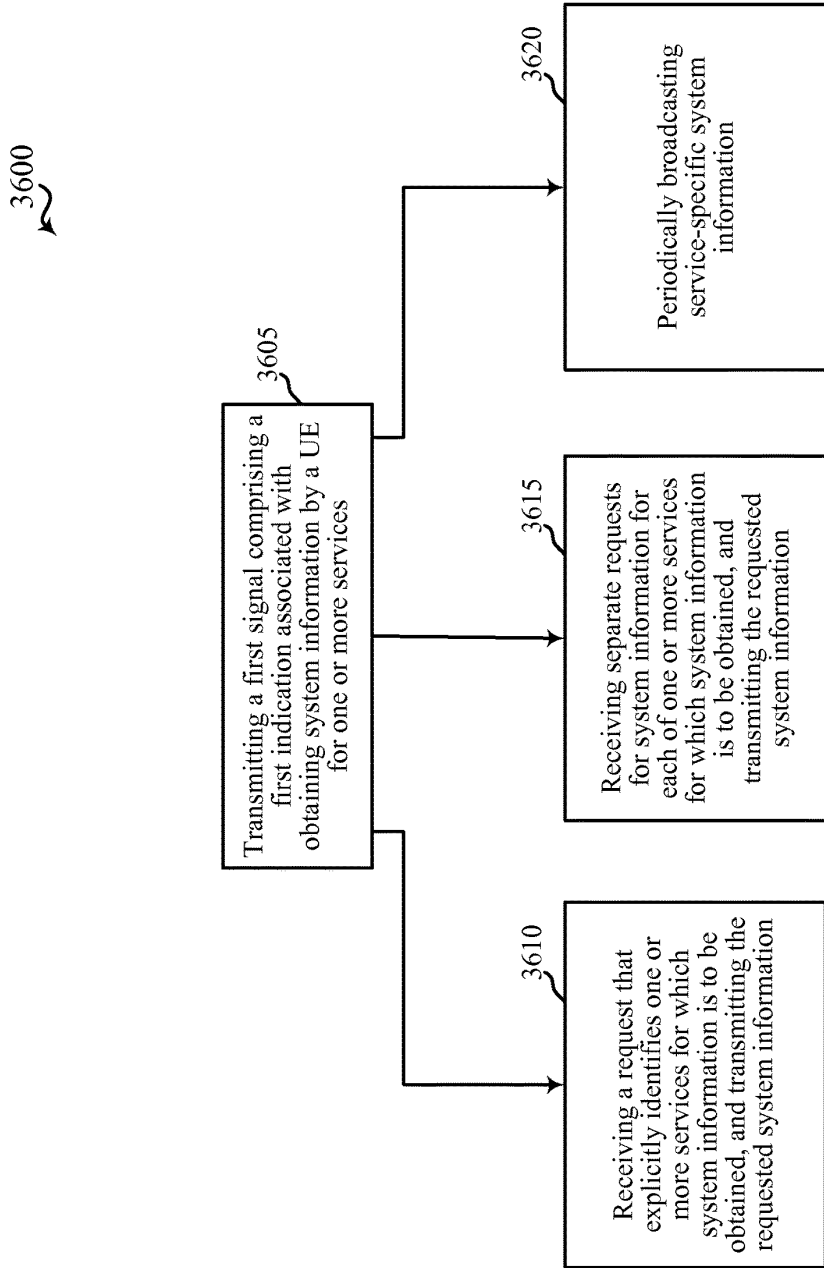 3600
3605
Transmitting a first signal comprising a
first indication associated with
obtaining system information by a UE
for one or more services
3610
Receiving a request that
explicitly identifies one or
more services for which
system information is to be
obtained, and transmitting the
requested system information
3615
Receiving separate requests
for system information for
each of one or more services
for which system information
is to be obtained, and
transmitting the requested
system information
3620
Periodically broadcasting
service-specific system
information